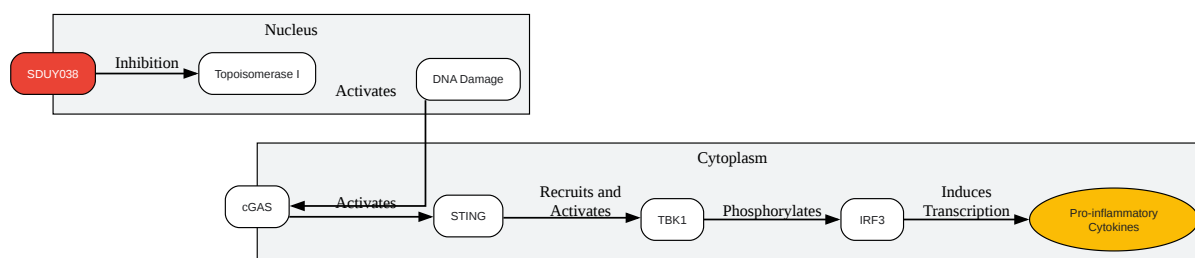 Nucleus
SDUY038
Inhibition
Topoisomerase I
DNA Damage
Activates
Cytoplasm
cGAS
Activates
STING
Recruits and
Activates
TBK1
Phosphorylates
IRF3
Induces
Transcription
Pro-inflammatory
Cytokines